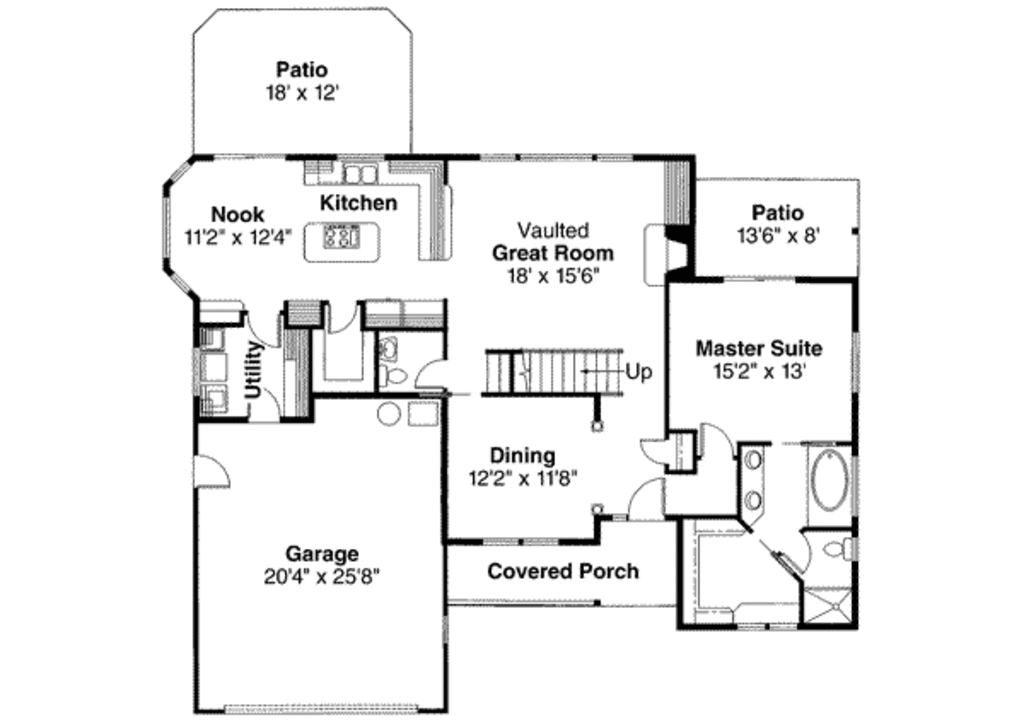 Patio
18' x 12'
Kitchen
Nook
11'2" x 12'4"
Vaulted
Great Room
18' x 15'6"
Patio
13'6" x 8'
Utility
Up
Master Suite
15'2" x 13'
Dining
12'2" x 11'8"
Garage
20'4" x 25'8"
Covered Porch